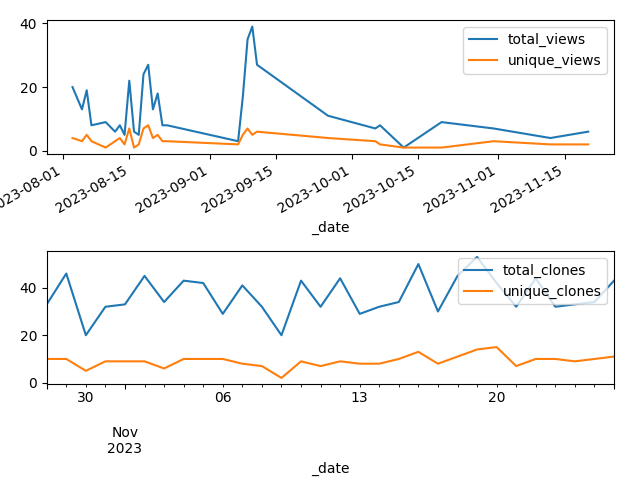 40
20
0
total_views
unique_views
2023-08-01
2023-08-15
2023-09-01
2023-09-15
2023-10-01
2023-10-15
2023-11-01
2023-11-15
_date
40
20
0
total_clones
unique_clones
30
06
13
20
Nov
2023
_date